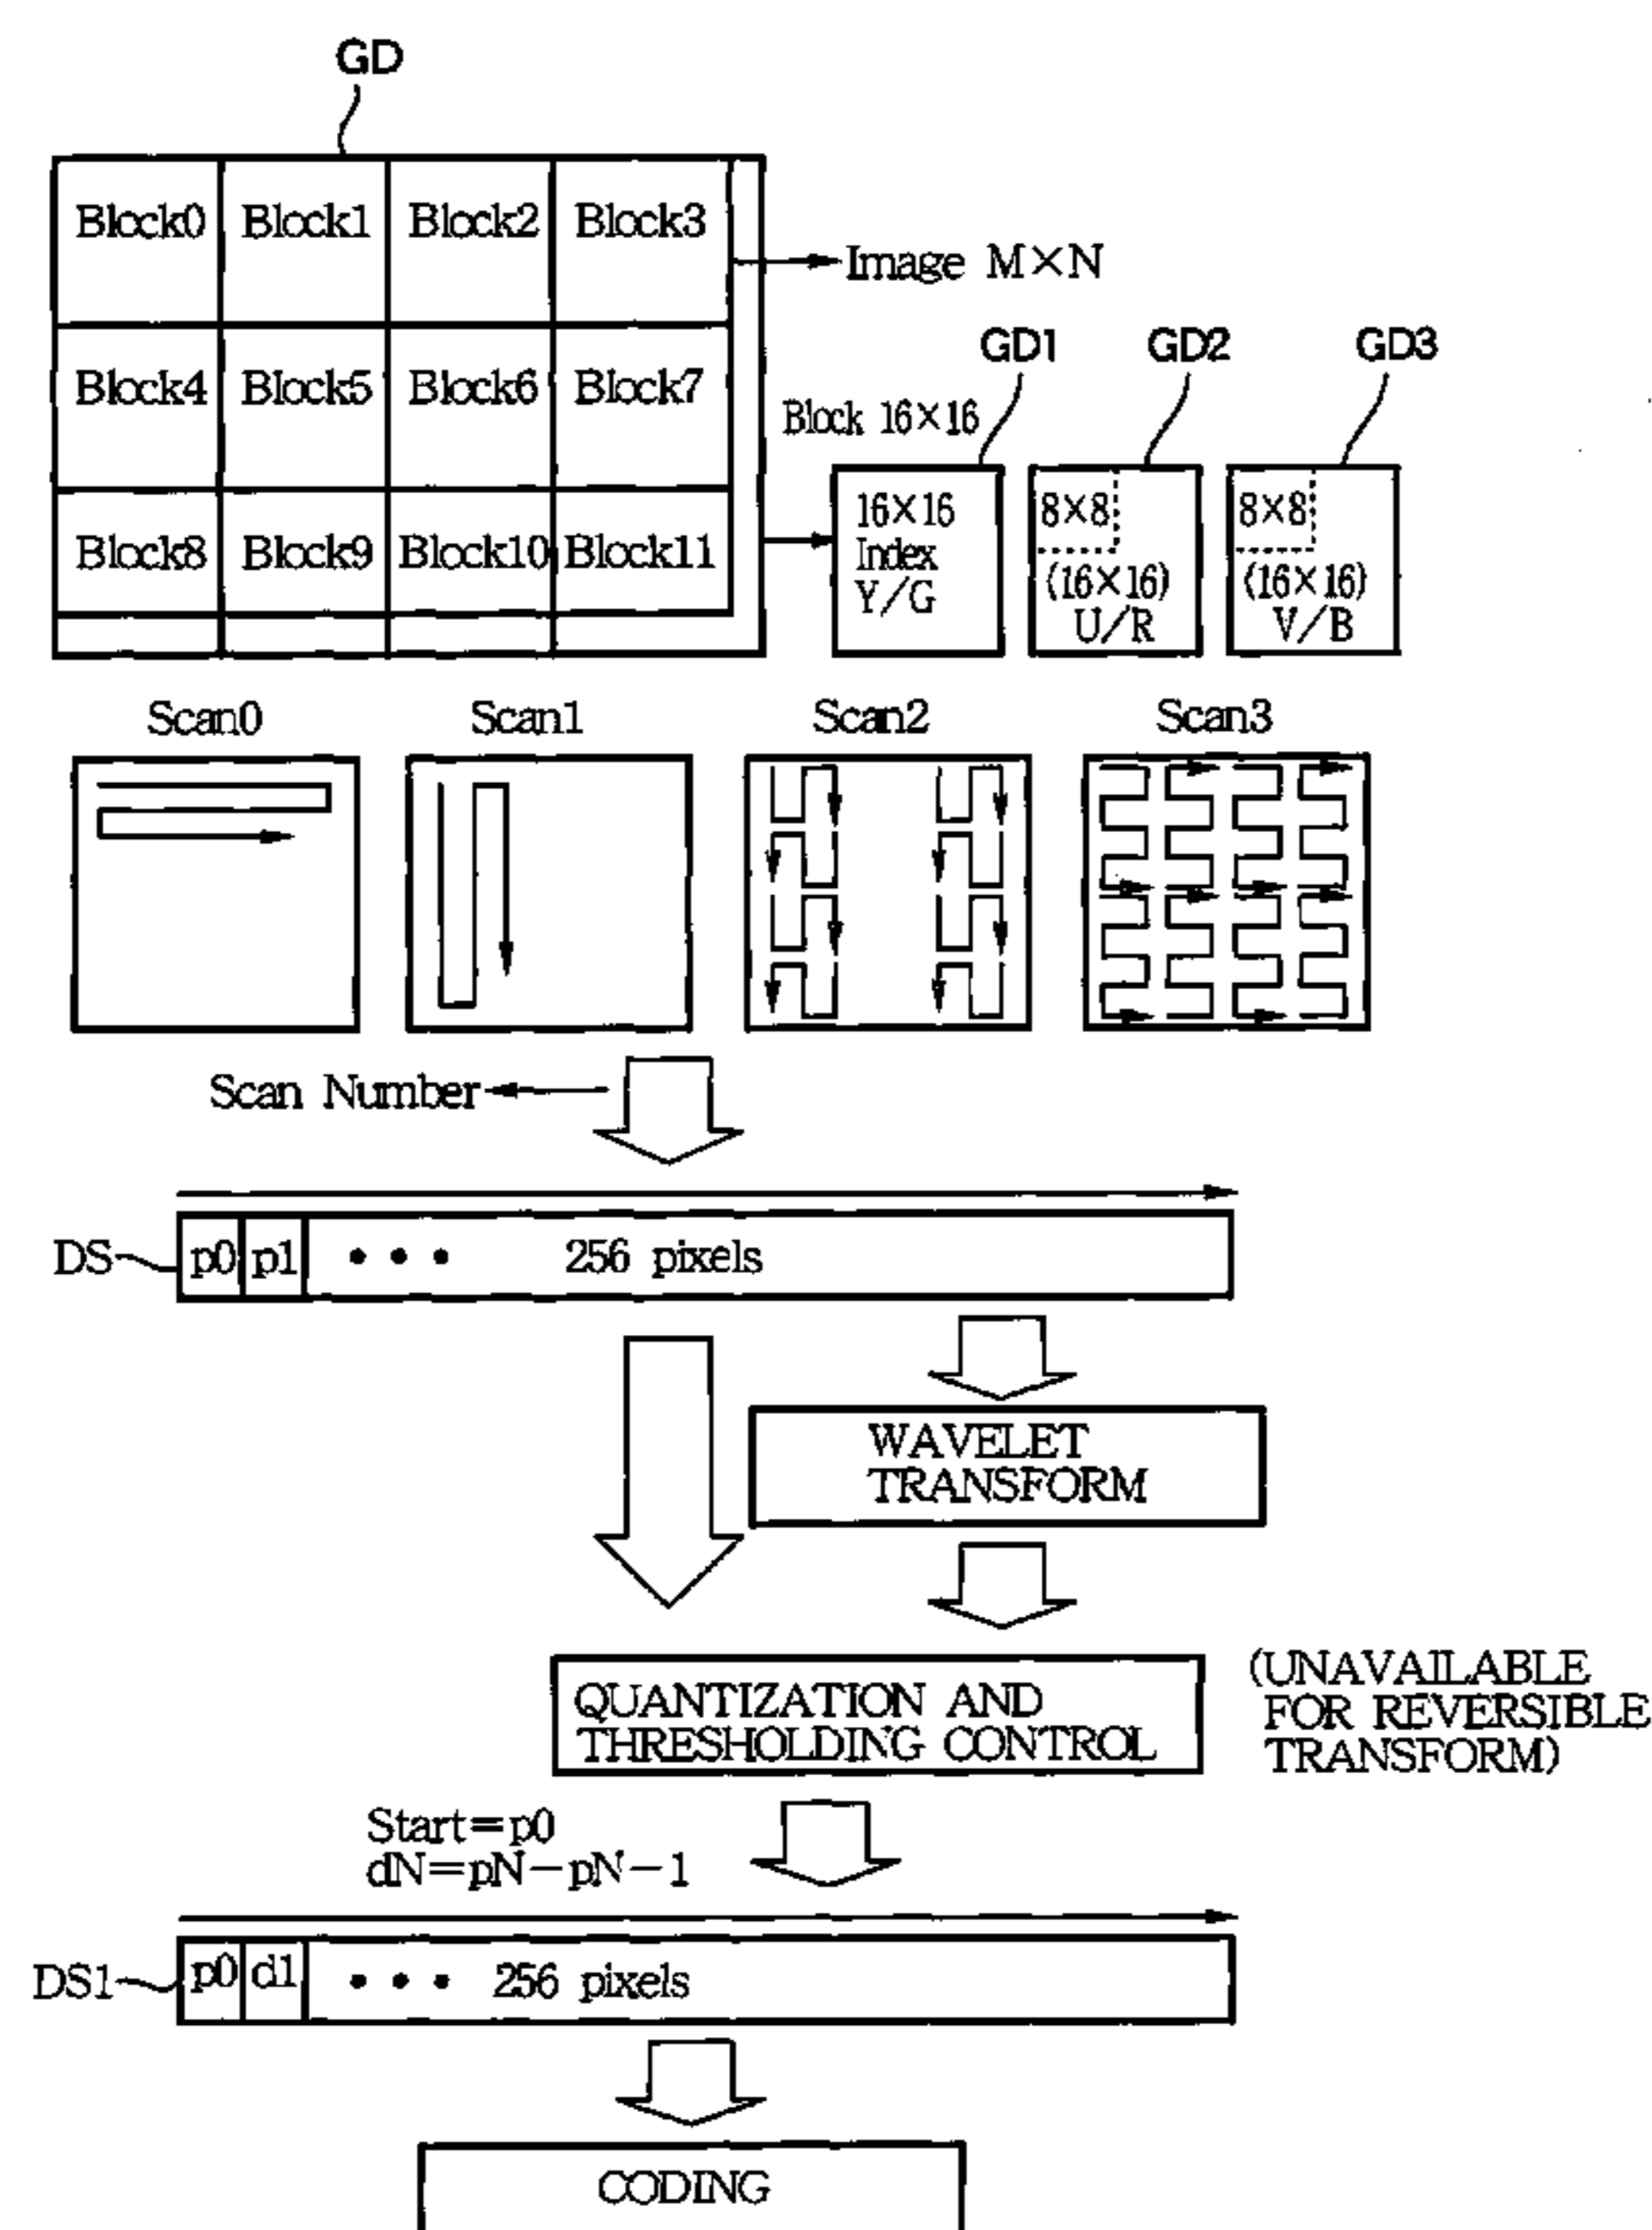 GD
Block0 Block1 Block2 Block3
Image M×N
Block4 Block5 Block6 Block7
Block8 Block9 Block10 Block11
Block 16×16
GD1 GD2 GD3
16×16
Index
Y/G
8×8
(16×16)
U/R
8×8
(16×16)
V/B
Scan0 Scan1 Scan2 Scan3
Scan Number
DS p0 p1 • • • 256 pixels
WAVELET
TRANSFORM
QUANTIZATION AND
THRESHOLDING CONTROL
(UNAVAILABLE
FOR REVERSIBLE
TRANSFORM)
Start=p0
dN=pN−pN−1
DS1 p0 d1 • • • 256 pixels
CODING